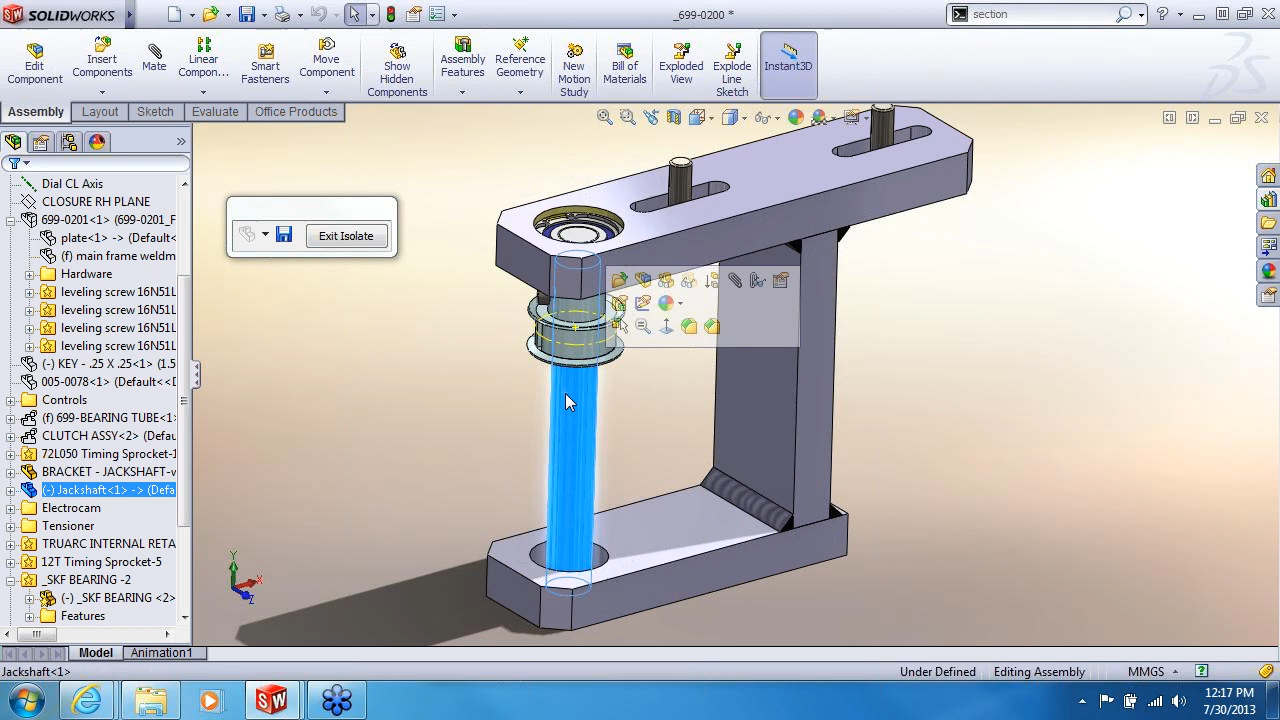 SOLIDWORKS
_699-0200 *
section
Edit Component
Insert Components
Mate
Linear Compon...
Smart Fasteners
Move Component
Show Hidden Components
Assembly Features
Reference Geometry
New Motion Study
Bill of Materials
Exploded View
Explode Line Sketch
Instant3D
Assembly
Layout
Sketch
Evaluate
Office Products
Dial CL Axis
CLOSURE RH PLANE
699-0201<1> (699-0201_F
plate<1> -> (Default<
(f) main frame weldm
Hardware
leveling screw 16N51L
leveling screw 16N51L
leveling screw 16N51L
leveling screw 16N51L
(-) KEY - .25 X .25<1> (1.5
005-0078<1> (Default<<D
Controls
(f) 699-BEARING TUBE<1>
CLUTCH ASSY<2> (Defau
72L050 Timing Sprocket-1
BRACKET - JACKSHAFT-w
(-) Jackshaft<1> -> (Defa
Electrocam
Tensioner
TRUARC INTERNAL RETA
12T Timing Sprocket-5
_SKF BEARING -2
(-) _SKF BEARING <2>
Features
Exit Isolate
Y
X
Z
Model
Animation1
Jackshaft<1>
Under Defined
Editing Assembly
MMGS
12:17 PM
7/30/2013